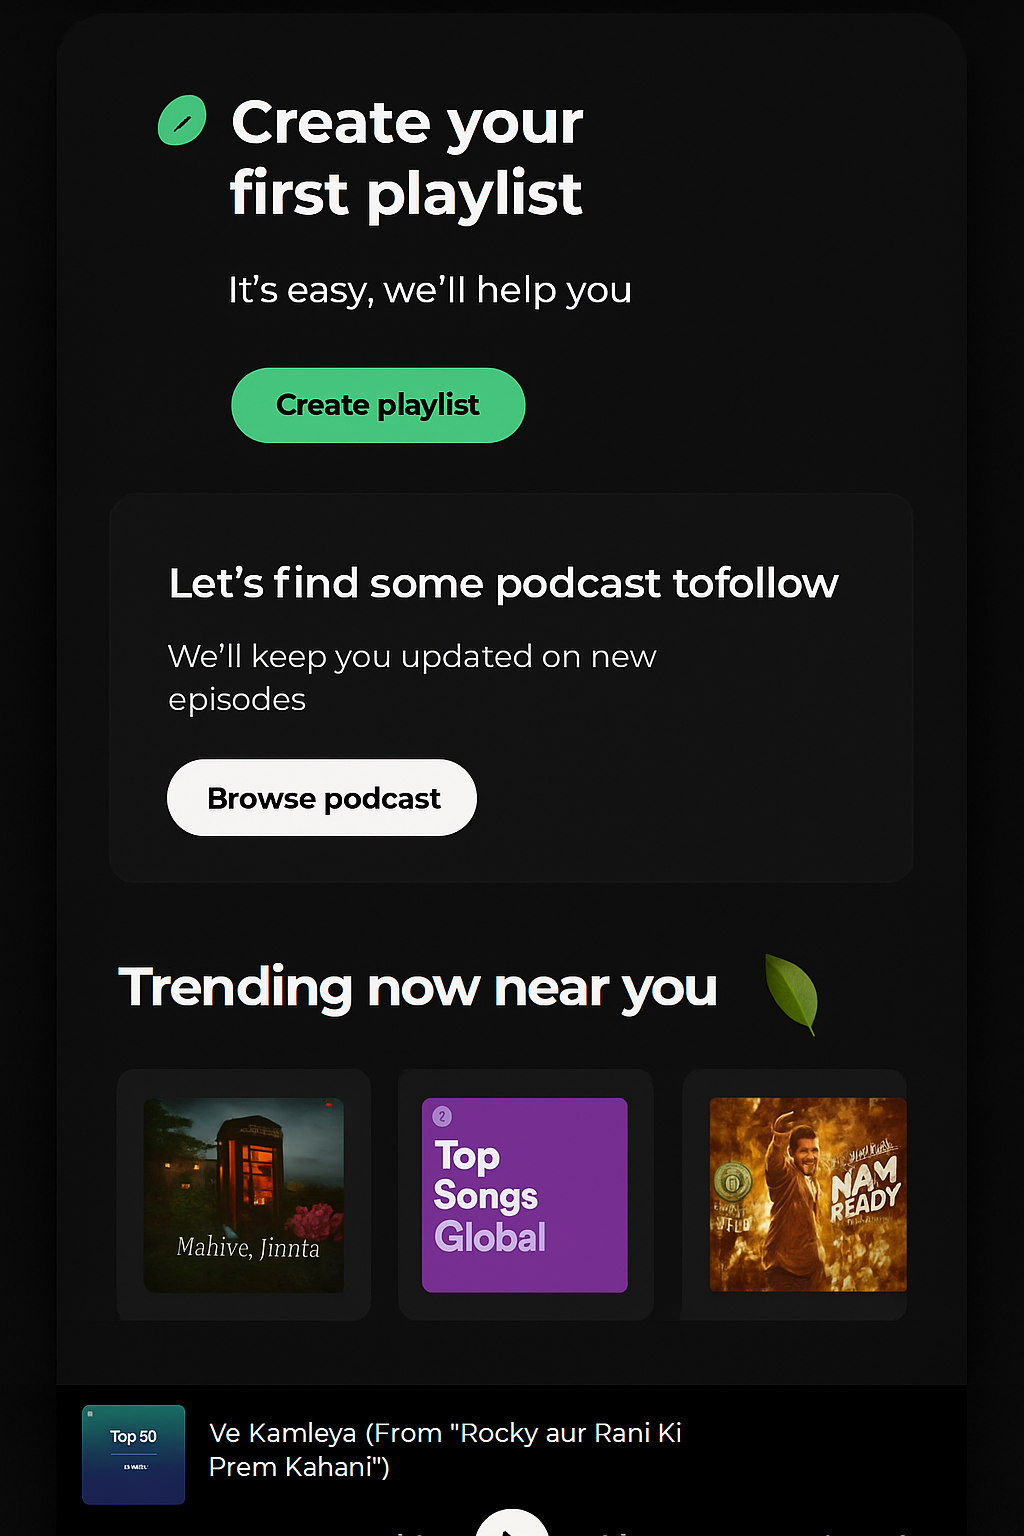 Create your
first playlist
It's easy, we'll help you
Create playlist
Let's find some podcast tofollow
We'll keep you updated on new
episodes
Browse podcast
Trending now near you
Mahive, Jinnta
2
Top
Songs
Global
NAM
READY
Top 50
Ve Kamleya (From "Rocky aur Rani Ki
Prem Kahani")